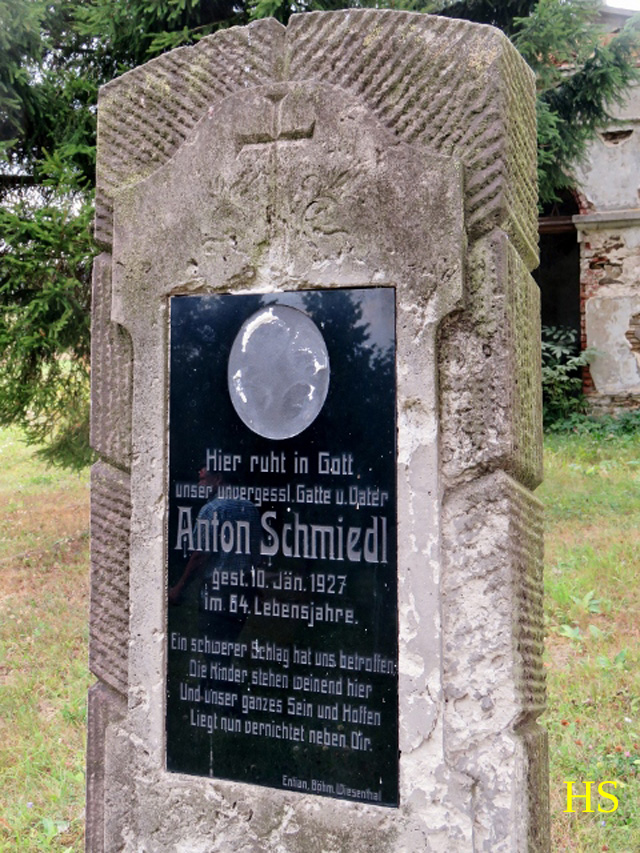 Hier ruht in Gott
unser unvergessl. Gatte u. Vater
Anton Schmiedl
gest. 10. Jän. 1927
im 64. Lebensjahre.
Ein schwerer Schlag hat uns betroffen
Die Kinder stehen weinend hier
Und unser ganzes Sein und Hoffen
Liegt nun vernichtet neben Dir.
Böhm. Wiesenthal
HS